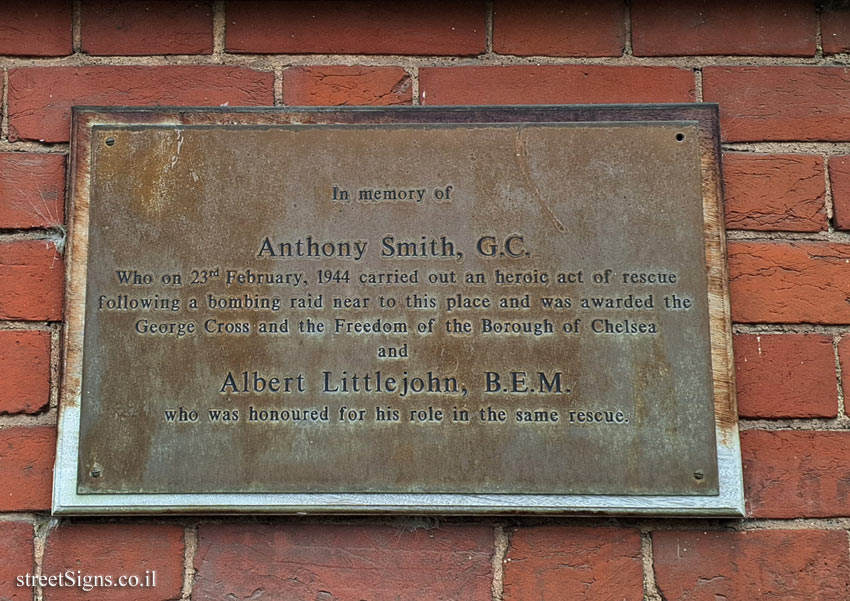 In memory of
Anthony Smith, G.C.
Who on 23rd February, 1944 carried out an heroic act of rescue
following a bombing raid near to this place and was awarded the
George Cross and the Freedom of the Borough of Chelsea
and
Albert Littlejohn, B.E.M.
who was honoured for his role in the same rescue.
streetSigns.co.il